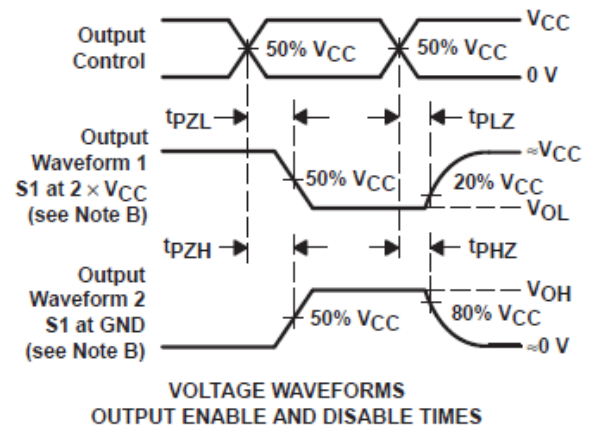 Output
Control
50% VCC
50% VCC
VCC
0 V
tPZL
tPLZ
Output
Waveform 1
S1 at 2 × VCC
(see Note B)
50% VCC
20% VCC
≈VCC
VOL
tPZH
tPHZ
Output
Waveform 2
S1 at GND
(see Note B)
50% VCC
80% VCC
VOH
≈0 V
VOLTAGE WAVEFORMS
OUTPUT ENABLE AND DISABLE TIMES